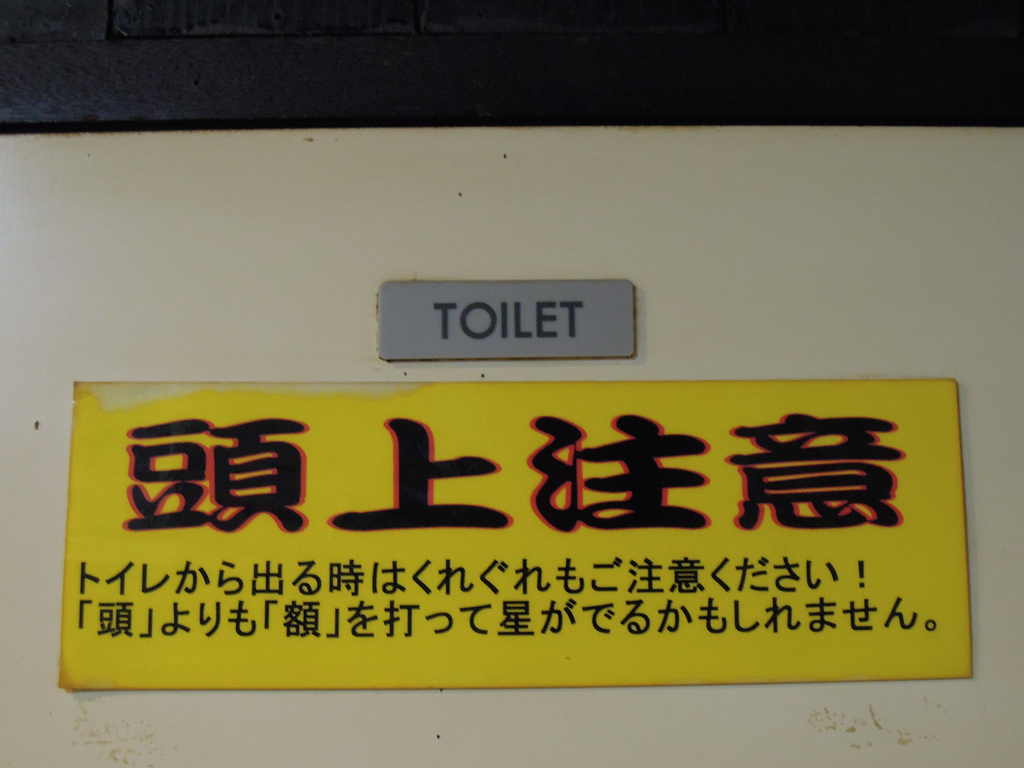 TOILET
頭上注意
トイレから出る時はくれぐれもご注意ください！
「頭」よりも「額」を打って星がでるかもしれません。